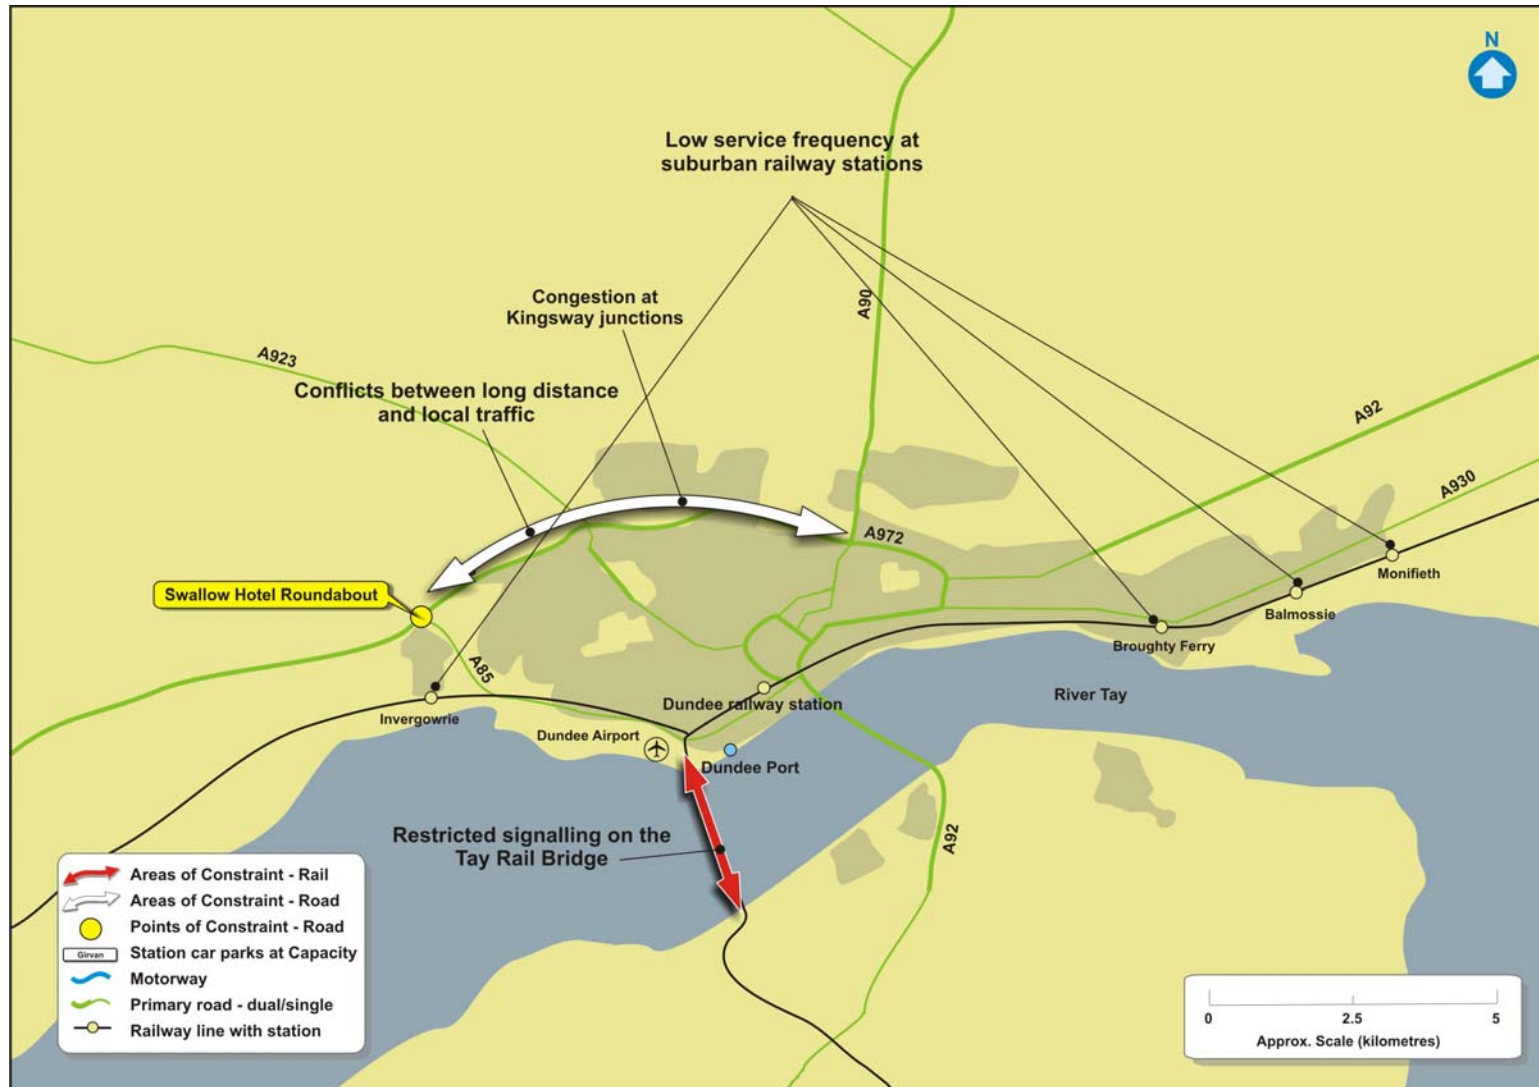 N
Low service frequency at
suburban railway stations
A90
Congestion at
Kingsway junctions
A923
Conflicts between long distance
and local traffic
A92
A930
A972
Swallow Hotel Roundabout
Monifieth
Balmossie
Broughty Ferry
A85
River Tay
Dundee railway station
Invergowrie
Dundee Airport
Dundee Port
Restricted signalling on the
Tay Rail Bridge
A92
Areas of Constraint - Rail
Areas of Constraint - Road
Points of Constraint - Road
Girvan Station car parks at Capacity
Motorway
Primary road - dual/single
Railway line with station
0 2.5 5
Approx. Scale (kilometres)